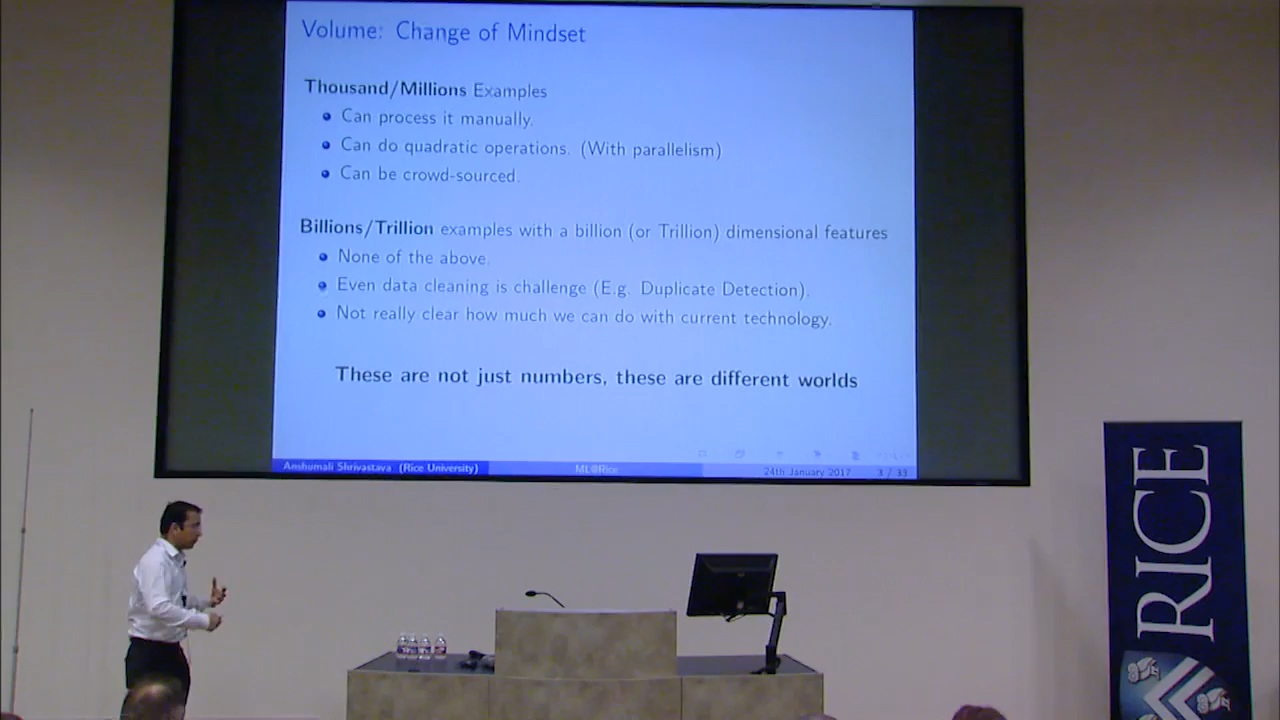 Volume: Change of Mindset
Thousand/Millions Examples
Can process it manually.
Can do quadratic operations. (With parallelism)
Can be crowd-sourced.
Billions/Trillion examples with a billion (or Trillion) dimensional features
None of the above.
Even data cleaning is challenge (E.g. Duplicate Detection).
Not really clear how much we can do with current technology.
These are not just numbers, these are different worlds
Anshumali Shrivastava (Rice University) ML@Rice 24th January 2017 3 / 33
RICE